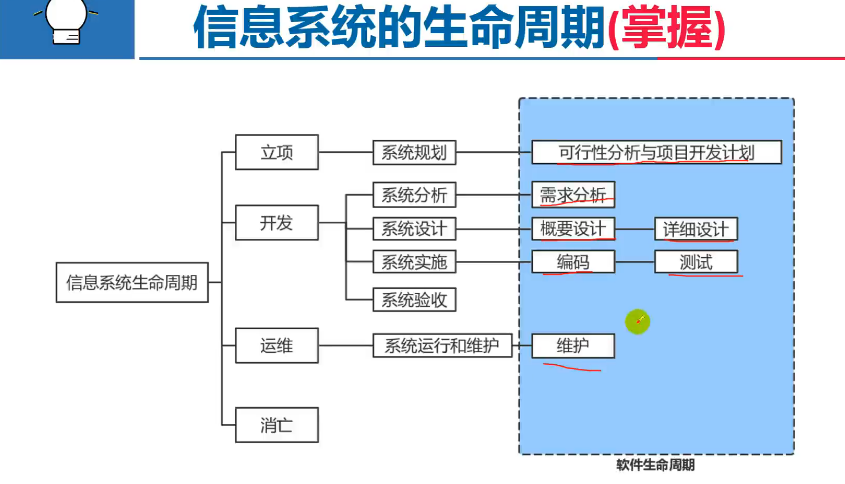 信息系统的生命周期(掌握)
立项
系统规划
可行性分析与项目开发计划
系统分析
需求分析
开发
系统设计
概要设计
详细设计
系统实施
编码
测试
信息系统生命周期
系统验收
运维
系统运行和维护
维护
消亡
软件生命周期